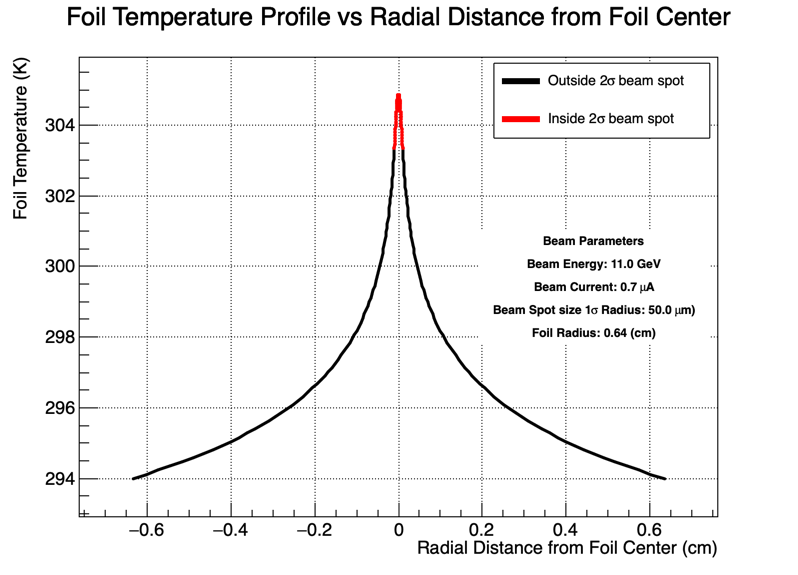 Foil Temperature Profile vs Radial Distance from Foil Center
Foil Temperature (K)
304
302
300
298
296
294
Outside 2σ beam spot
Inside 2σ beam spot
Beam Parameters
Beam Energy: 11.0 GeV
Beam Current: 0.7 μA
Beam Spot size 1σ Radius: 50.0 μm)
Foil Radius: 0.64 (cm)
−0.6 −0.4 −0.2 0 0.2 0.4 0.6
Radial Distance from Foil Center (cm)